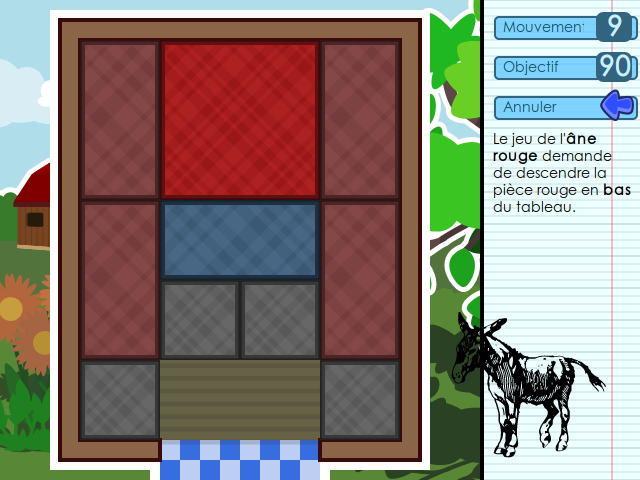 Mouvement 9
Objectif 90
Annuler
Le jeu de l'âne
rouge demande
de descendre la
pièce rouge en bas
du tableau.